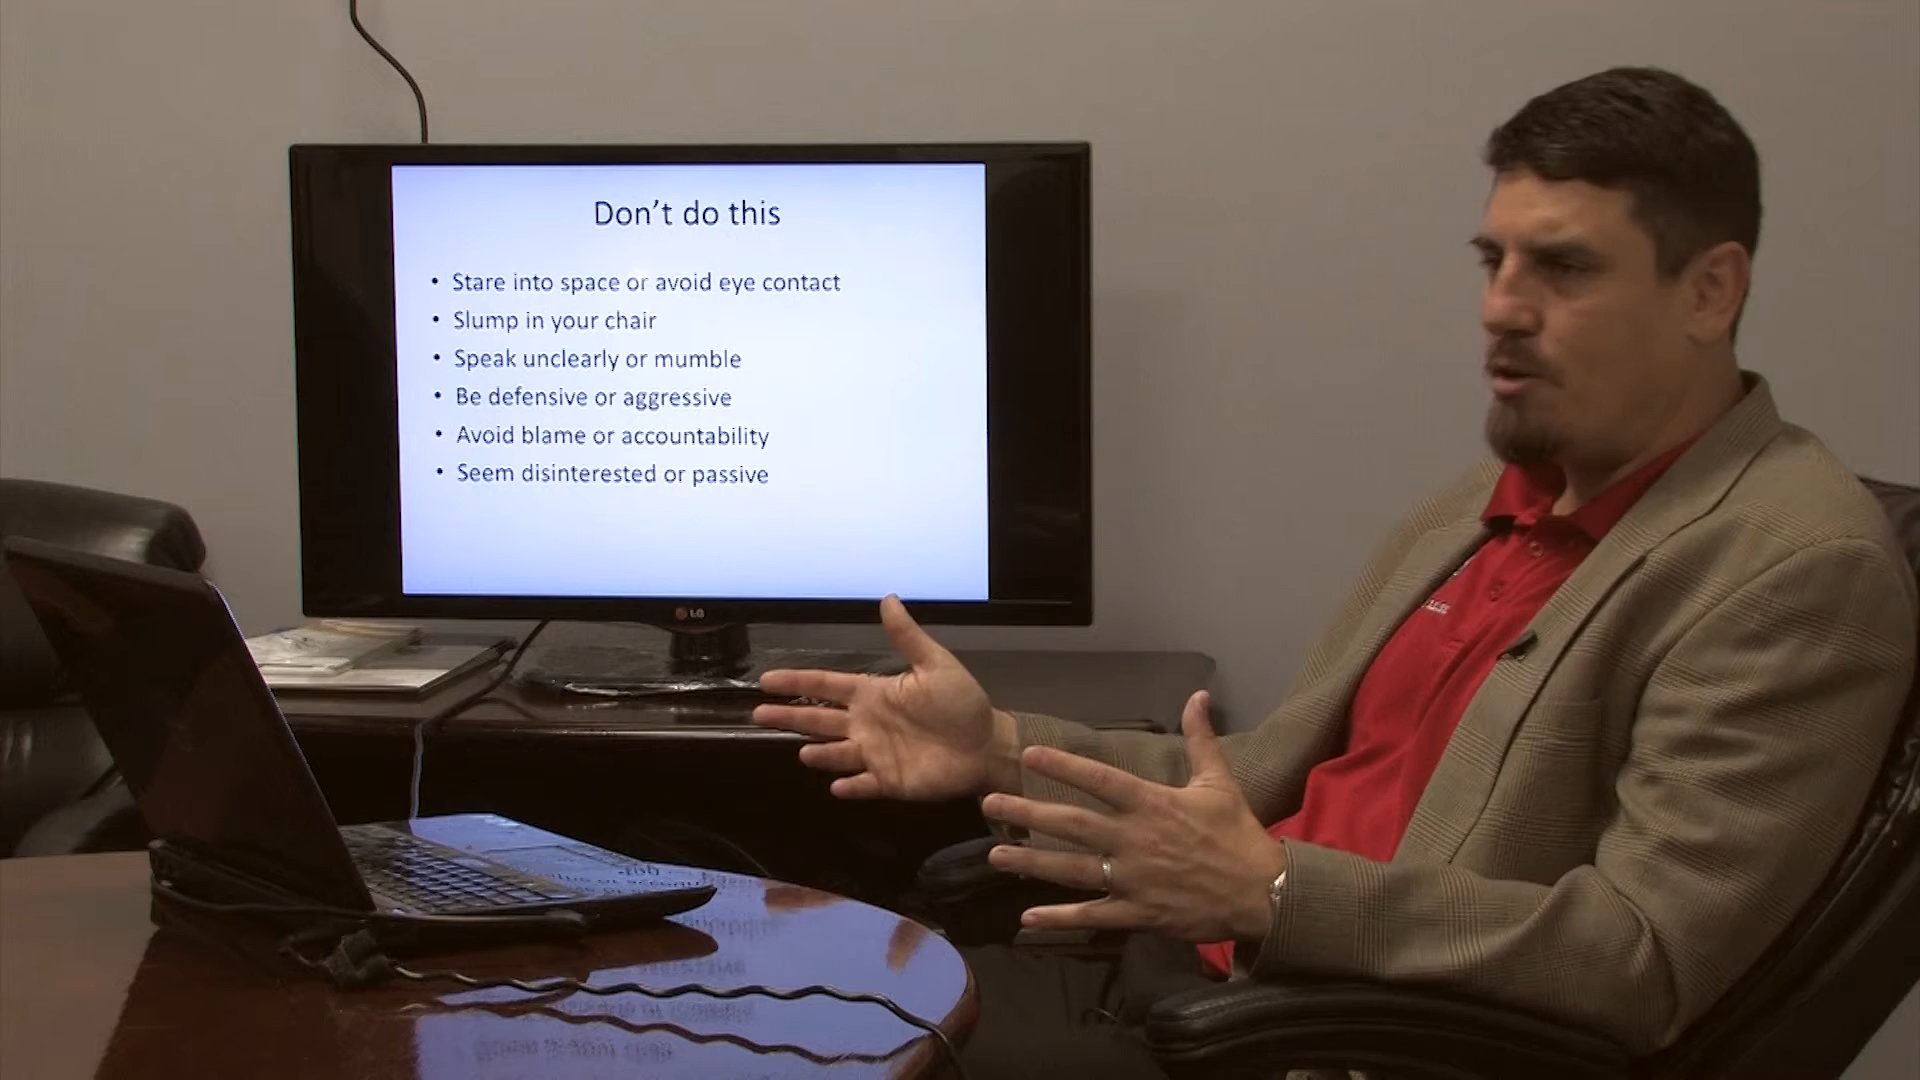 Don't do this
• Stare into space or avoid eye contact
• Slump in your chair
• Speak unclearly or mumble
• Be defensive or aggressive
• Avoid blame or accountability
• Seem disinterested or passive
LG